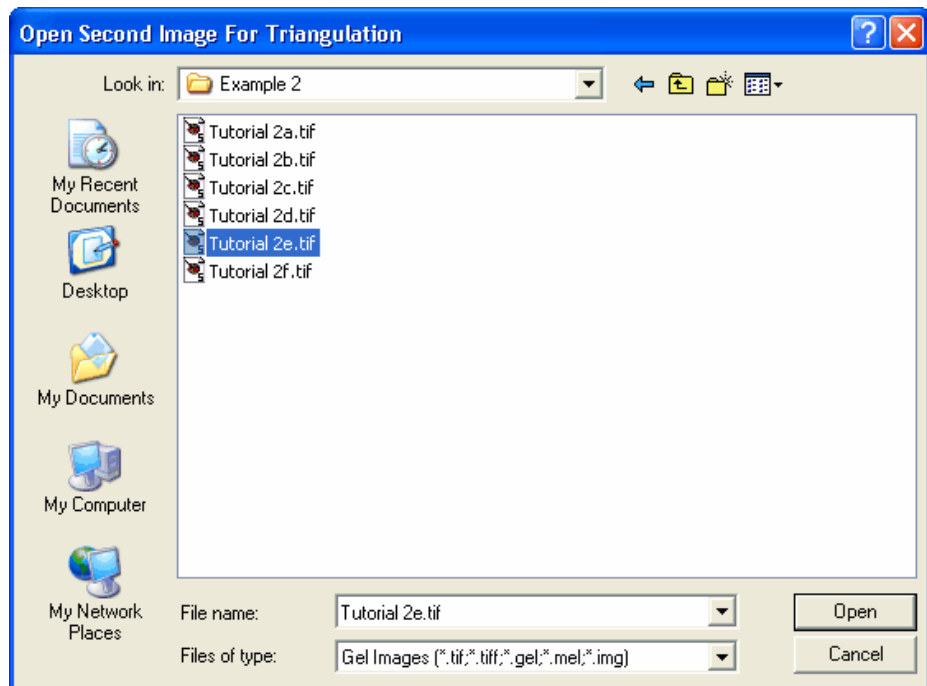 Open Second Image For Triangulation
Look in: Example 2
Tutorial 2a.tif
Tutorial 2b.tif
Tutorial 2c.tif
Tutorial 2d.tif
Tutorial 2e.tif
Tutorial 2f.tif
My Recent
Documents
Desktop
My Documents
My Computer
My Network
Places
File name: Tutorial 2e.tif Open
Files of type: Gel Images (*.tif;*.tiff;*.gel;*.mel;*.img) Cancel